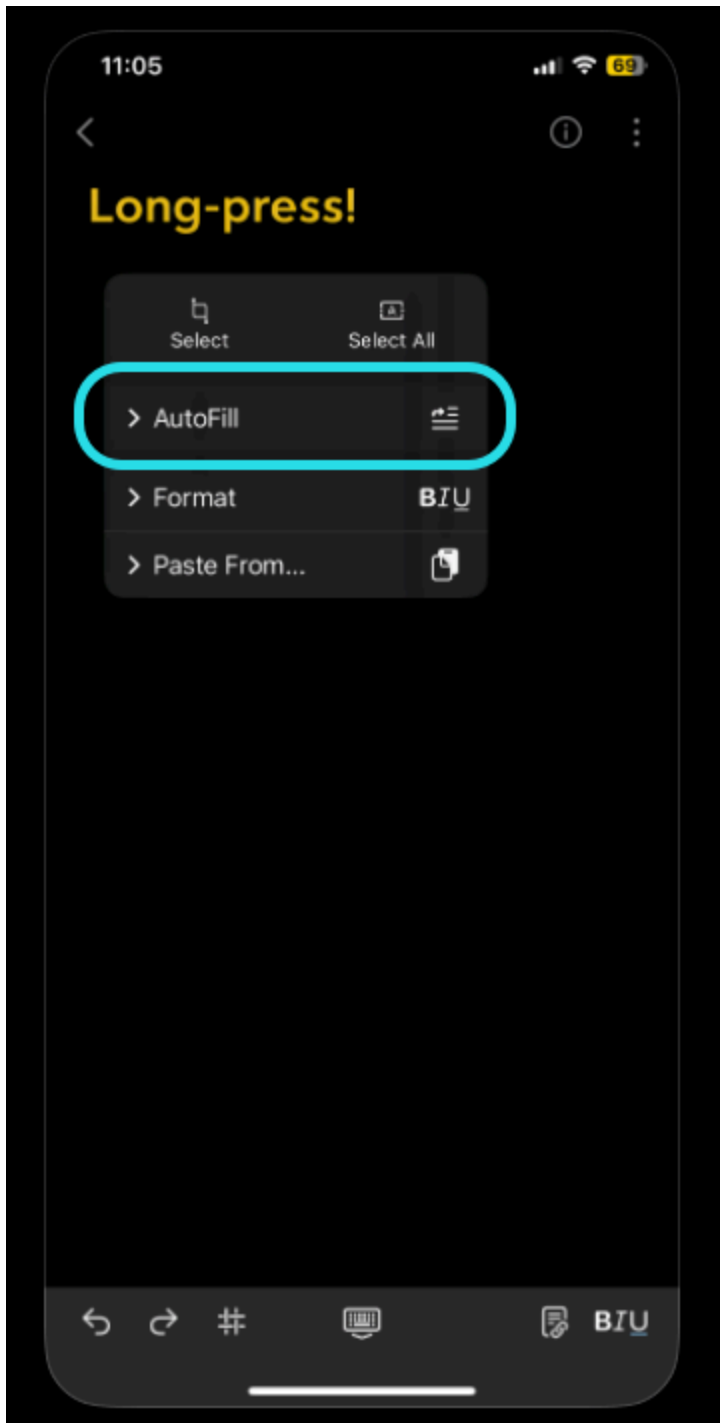 11:05
69
Long-press!
Select
Select All
AutoFill
Format
BIU
Paste From...
BIU